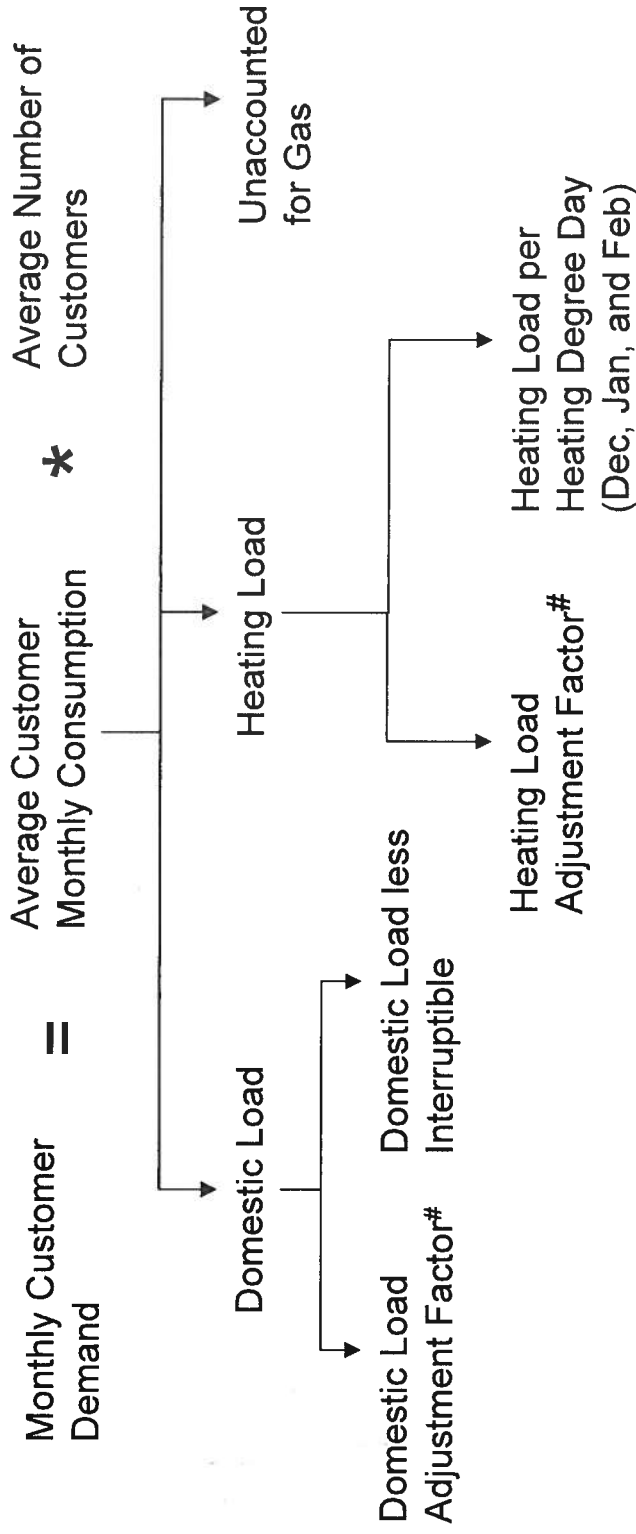 Monthly Customer
Demand
=
Average Customer
Monthly Consumption
*
Average Number of
Customers
Domestic Load
Heating Load
Unaccounted
for Gas
Domestic Load
Adjustment Factor#
Domestic Load less
Interruptible
Heating Load
Adjustment Factor#
Heating Load per
Heating Degree Day
(Dec, Jan, and Feb)